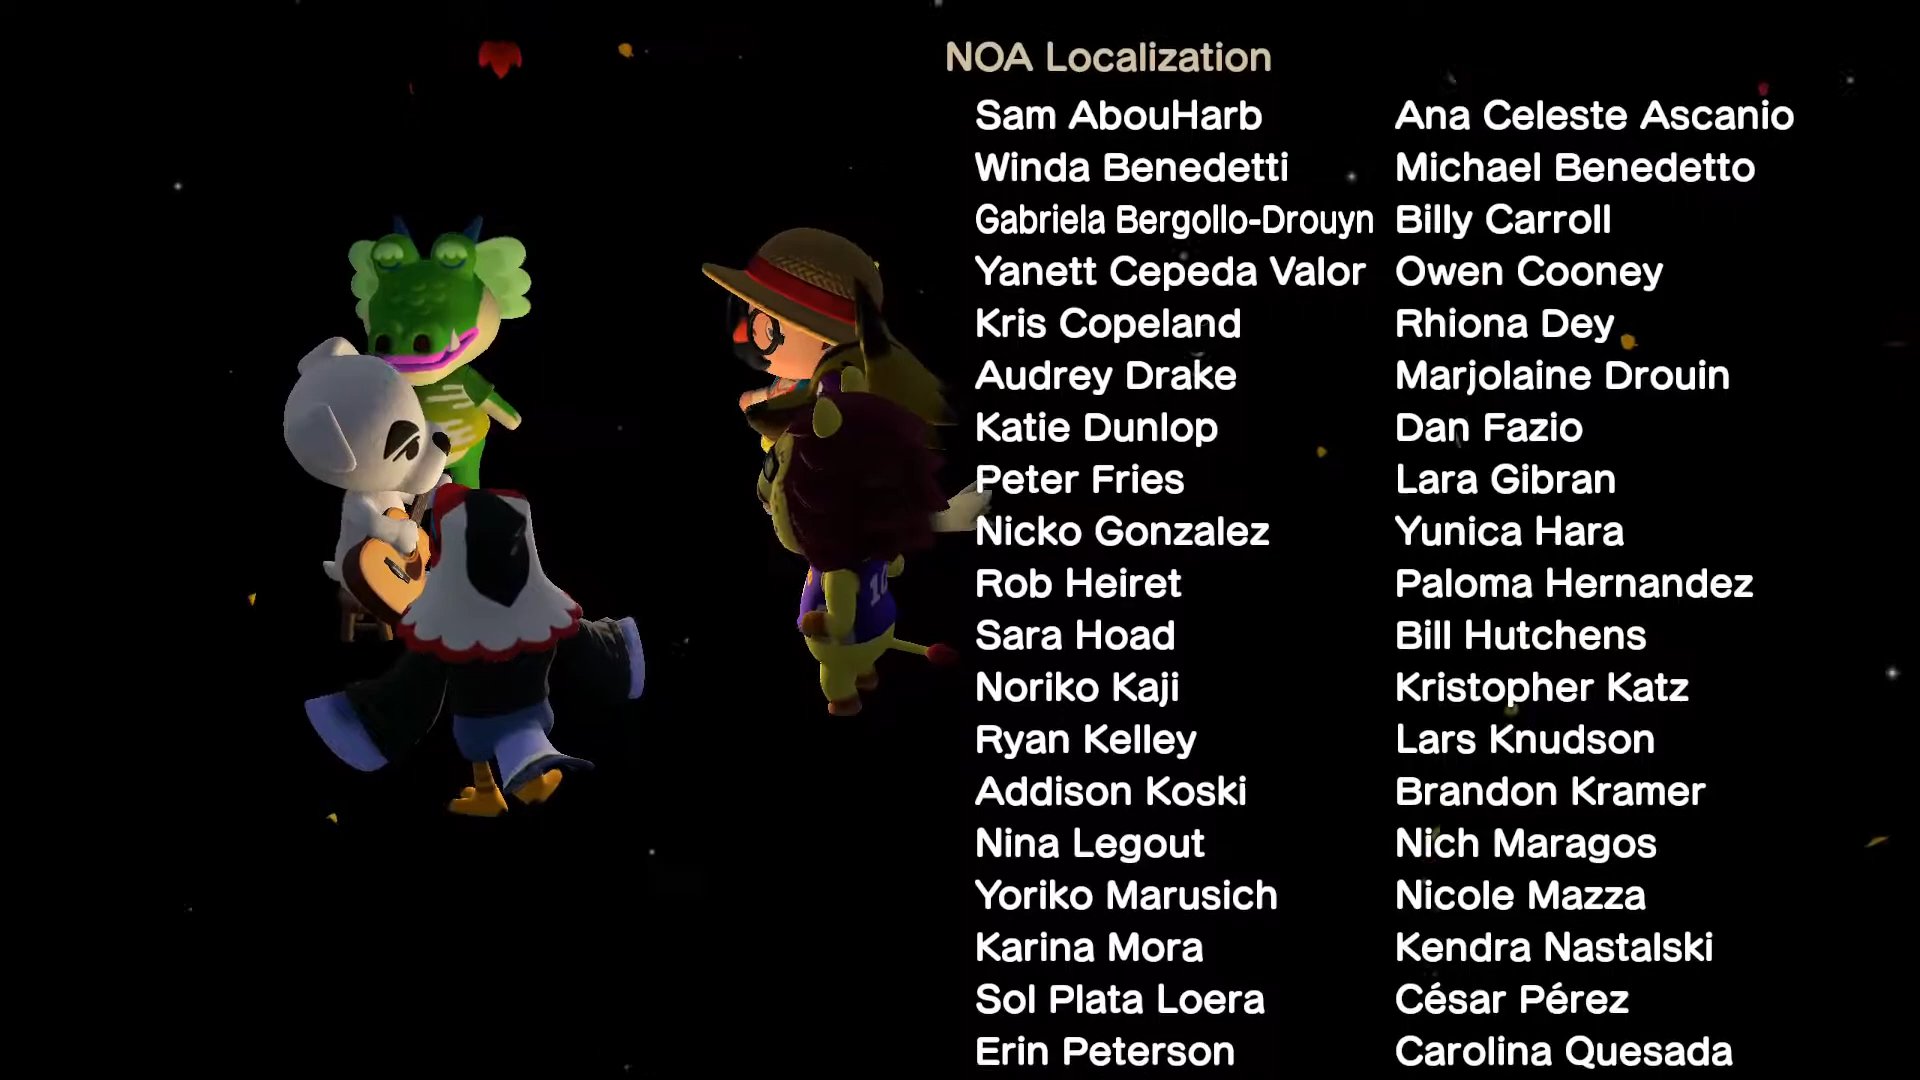 NOA Localization
Sam AbouHarb Ana Celeste Ascanio
Winda Benedetti Michael Benedetto
Gabriela Bergollo-Drouyn Billy Carroll
Yanett Cepeda Valor Owen Cooney
Kris Copeland Rhiona Dey
Audrey Drake Marjolaine Drouin
Katie Dunlop Dan Fazio
Peter Fries Lara Gibran
Nicko Gonzalez Yunica Hara
Rob Heiret Paloma Hernandez
Sara Hoad Bill Hutchens
Noriko Kaji Kristopher Katz
Ryan Kelley Lars Knudson
Addison Koski Brandon Kramer
Nina Legout Nich Maragos
Yoriko Marusich Nicole Mazza
Karina Mora Kendra Nastalski
Sol Plata Loera César Pérez
Erin Peterson Carolina Quesada